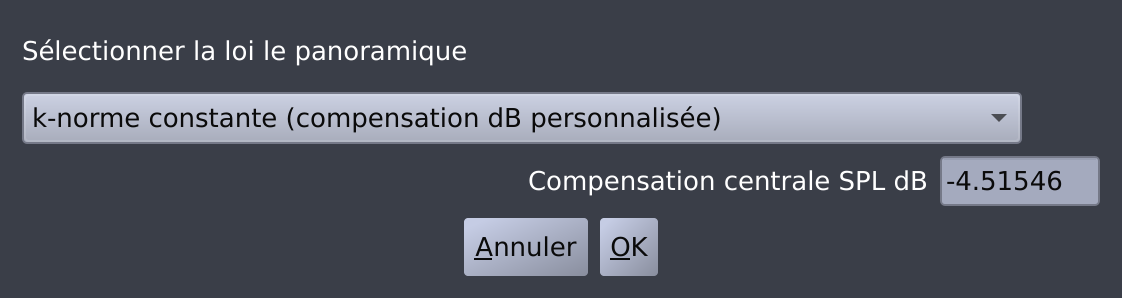 Sélectionner la loi le panoramique
k-norme constante (compensation dB personnalisée)
Compensation centrale SPL dB -4.51546
Annuler OK